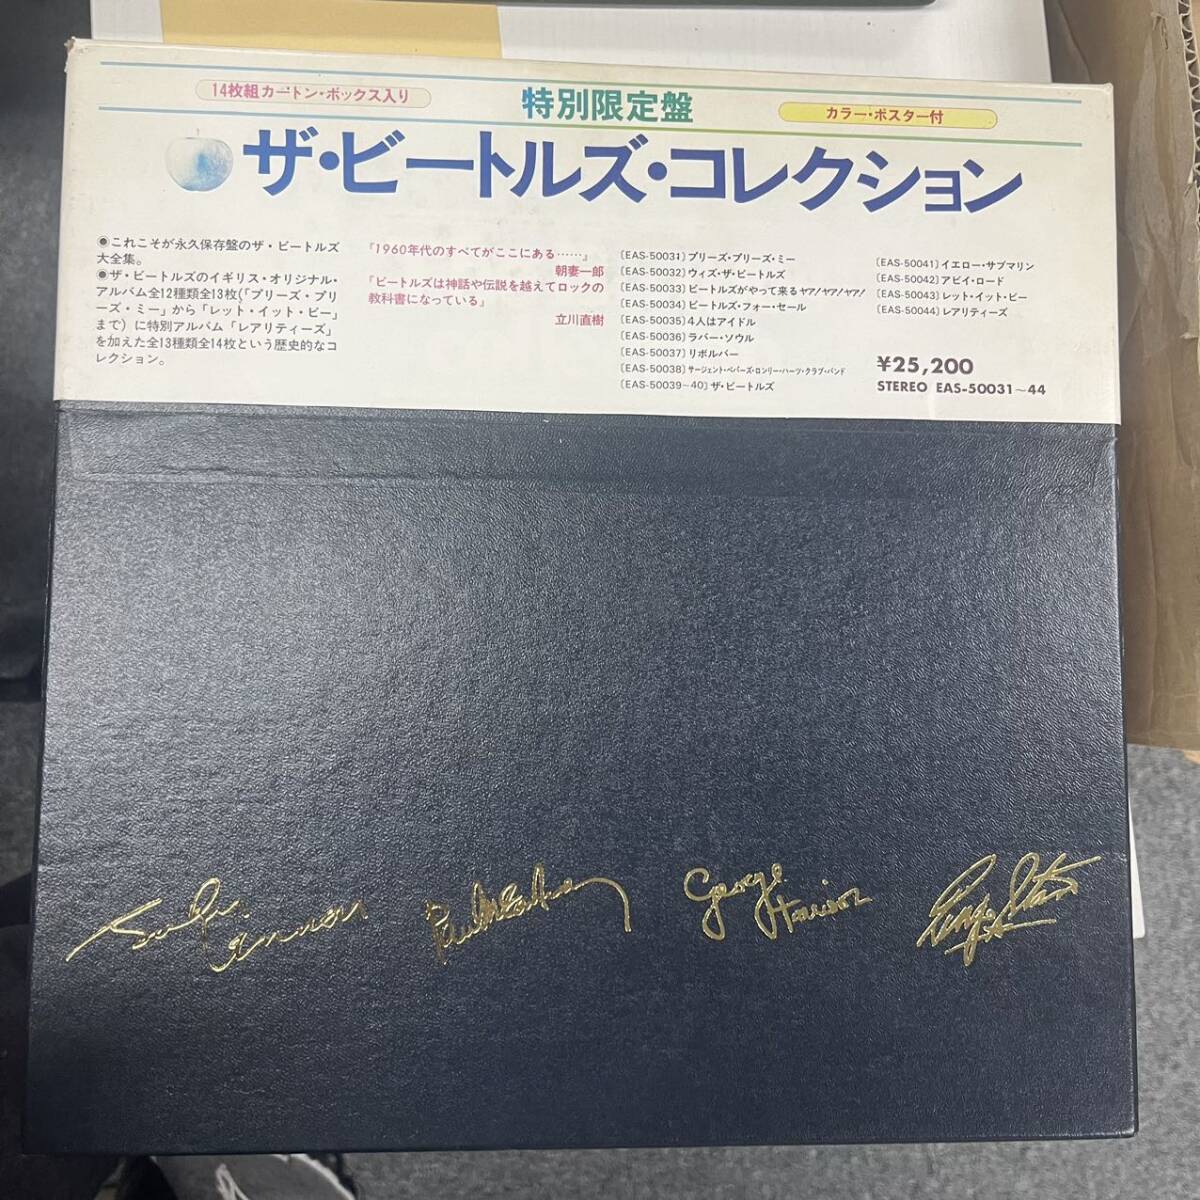 14枚組カートン・ボックス入り
特別限定盤
カラー・ポスター付
ザ・ビートルズ・コレクション
●これこそが永久保存盤のザ・ビートルズ
大全集。
●ザ・ビートルズのイギリス・オリジナル・
アルバム全12種類全13枚(「プリーズ・プリ
ーズ・ミー」から「レット・イット・ビー」
まで)に特別アルバム「レアリティーズ」
を加えた全13種類全14枚という歴史的なコ
レクション。
『1960年代のすべてがここにある……』
朝妻一郎
『ビートルズは神話や伝説を越えてロックの
教科書になっている』
立川直樹
〔EAS-50031〕プリーズ・プリーズ・ミー
〔EAS-50032〕ウィズ・ザ・ビートルズ
〔EAS-50033〕ビートルズがやって来るヤア!ヤア!ヤア!
〔EAS-50034〕ビートルズ・フォー・セール
〔EAS-50035〕4人はアイドル
〔EAS-50036〕ラバー・ソウル
〔EAS-50037〕リボルバー
〔EAS-50038〕サージェント・ペパーズ・ロンリー・ハーツ・クラブ・バンド
〔EAS-50039~40〕ザ・ビートルズ
〔EAS-50041〕イエロー・サブマリン
〔EAS-50042〕アビイ・ロード
〔EAS-50043〕レット・イット・ビー
〔EAS-50044〕レアリティーズ
¥25,200
STEREO EAS-50031~44
John Lennon
Paul McCartney
George Harrison
Ringo Starr